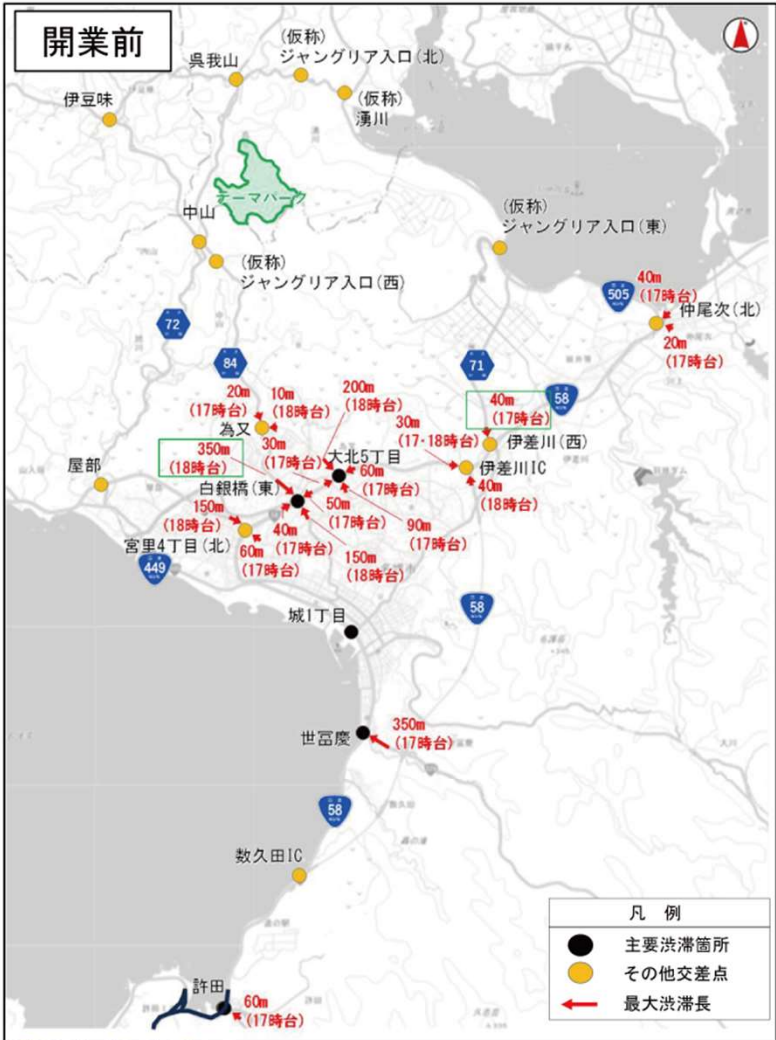 開業前
(仮称)
ジャングリア入口(北)
呉我山
伊豆味
(仮称)
湧川
テーマパーク
中山
(仮称)
ジャングリア入口(西)
(仮称)
ジャングリア入口(東)
505
40m
(17時台)
仲尾次(北)
20m
(17時台)
72
84
71
58
20m
(17時台)
10m
(18時台)
200m
(18時台)
40m
(17時台)
為又
30m
(17時台)
30m
(17・18時台)
伊差川(西)
350m
(18時台)
大北5丁目
60m
(17時台)
伊差川IC
40m
(18時台)
屋部
白銀橋(東)
50m
(17時台)
90m
(17時台)
150m
(18時台)
40m
(17時台)
150m
(18時台)
宮里4丁目(北)
60m
(17時台)
449
58
城1丁目
世冨慶
350m
(17時台)
58
数久田IC
許田
60m
(17時台)
凡 例
主要渋滞箇所
その他交差点
最大渋滞長